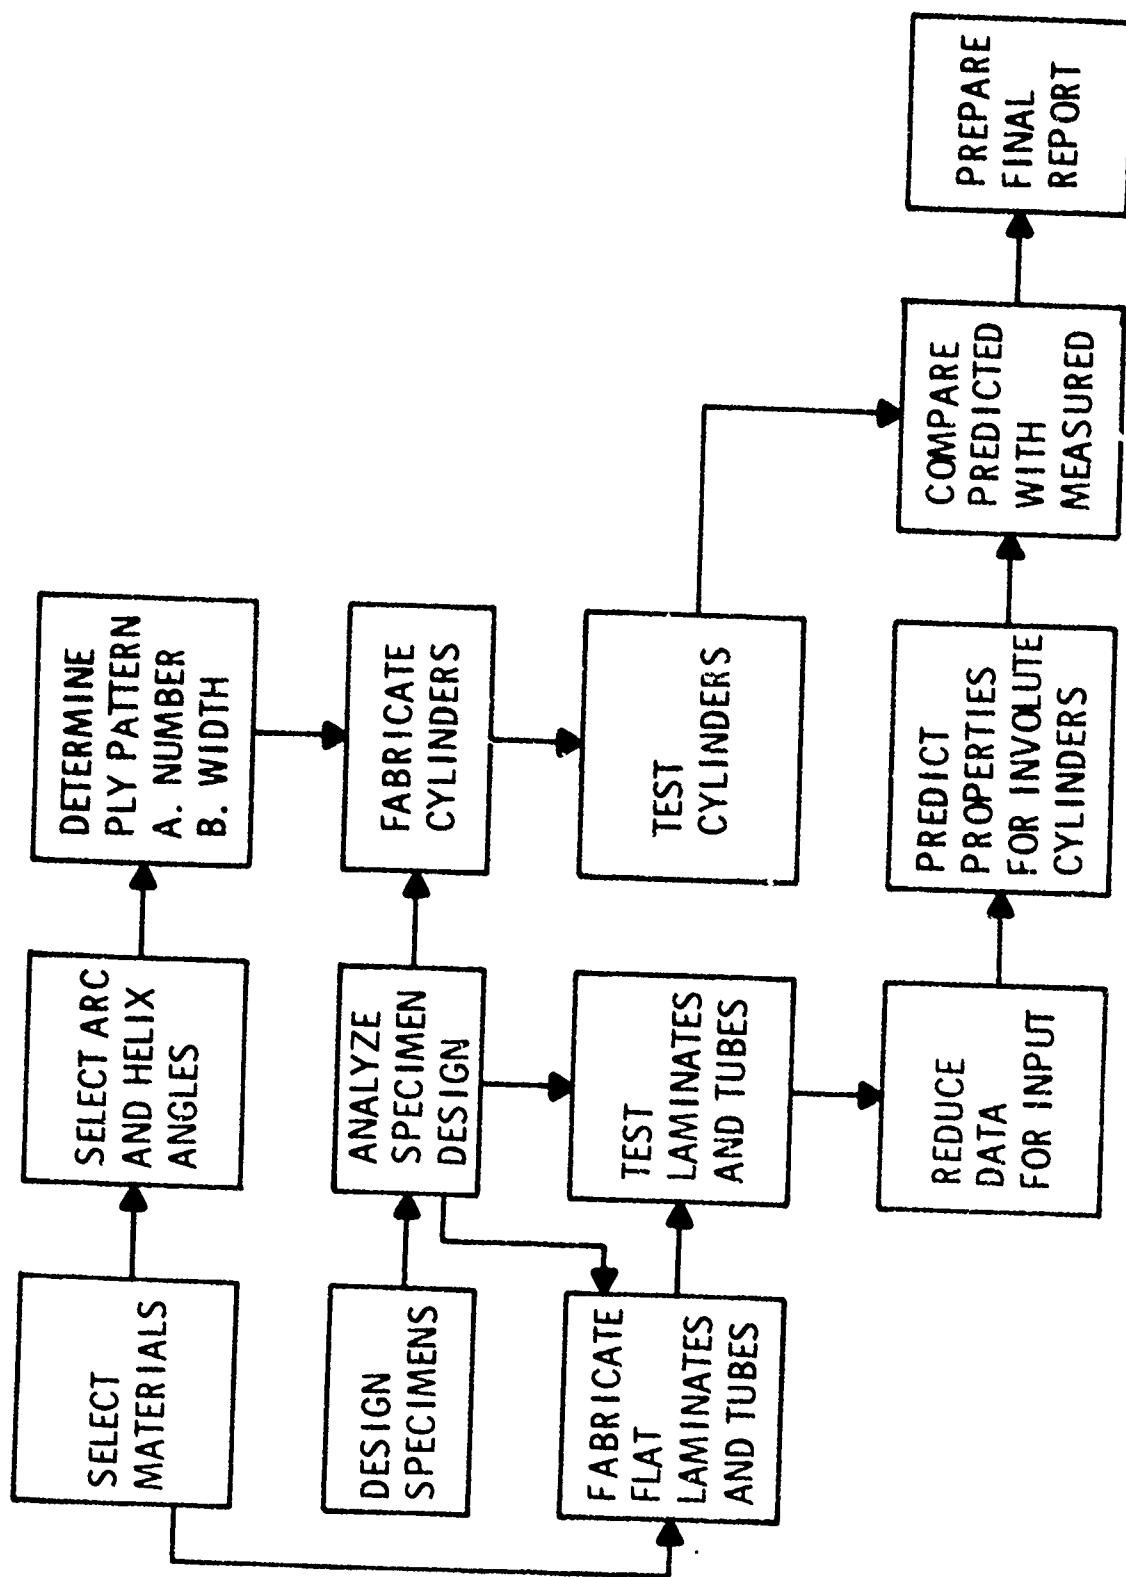 SELECT
MATERIALS
SELECT ARC
AND HELIX
ANGLES
DETERMINE
PLY PATTERN
A. NUMBER
B. WIDTH
DESIGN
SPECIMENS
ANALYZE
SPECIMEN
DESIGN
FABRICATE
CYLINDERS
FABRICATE
FLAT
LAMINATES
AND TUBES
TEST
LAMINATES
AND TUBES
TEST
CYLINDERS
REDUCE
DATA
FOR INPUT
PREDICT
PROPERTIES
FOR INVOLUTE
CYLINDERS
COMPARE
PREDICTED
WITH
MEASURED
PREPARE
FINAL
REPORT